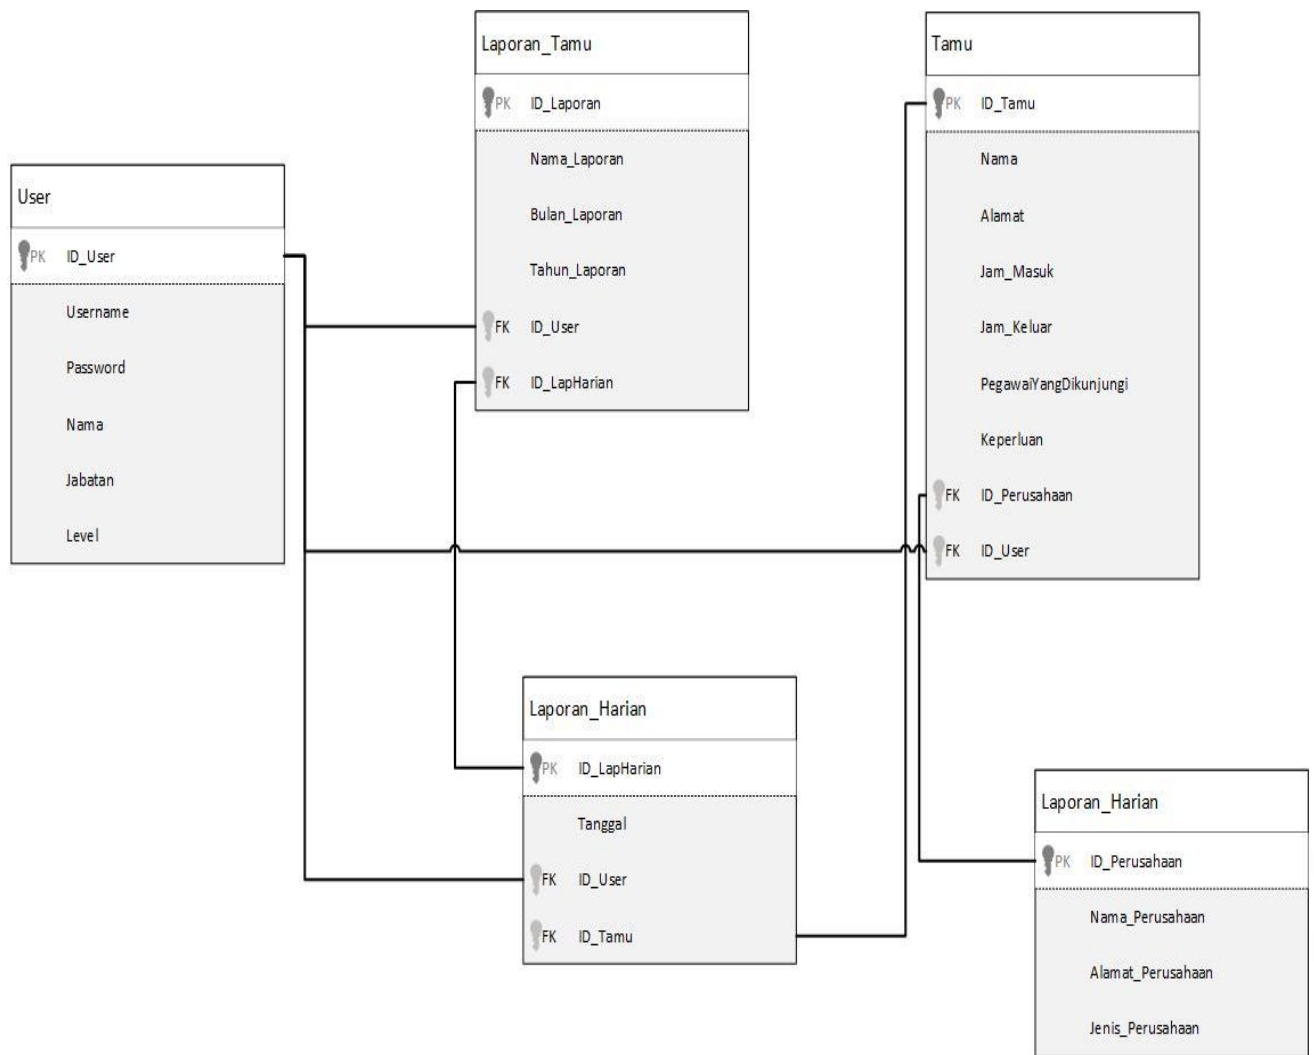 User
PK ID_User
Username
Password
Nama
Jabatan
Level
Laporan_Tamu
PK ID_Laporan
Nama_Laporan
Bulan_Laporan
Tahun_Laporan
FK ID_User
FK ID_LapHarian
Tamu
PK ID_Tamu
Nama
Alamat
Jam_Masuk
Jam_Keluar
PegawaiYangDikunjungi
Keperluan
FK ID_Perusahaan
FK ID_User
Laporan_Harian
PK ID_LapHarian
Tanggal
FK ID_User
FK ID_Tamu
Laporan_Harian
PK ID_Perusahaan
Nama_Perusahaan
Alamat_Perusahaan
Jenis_Perusahaan